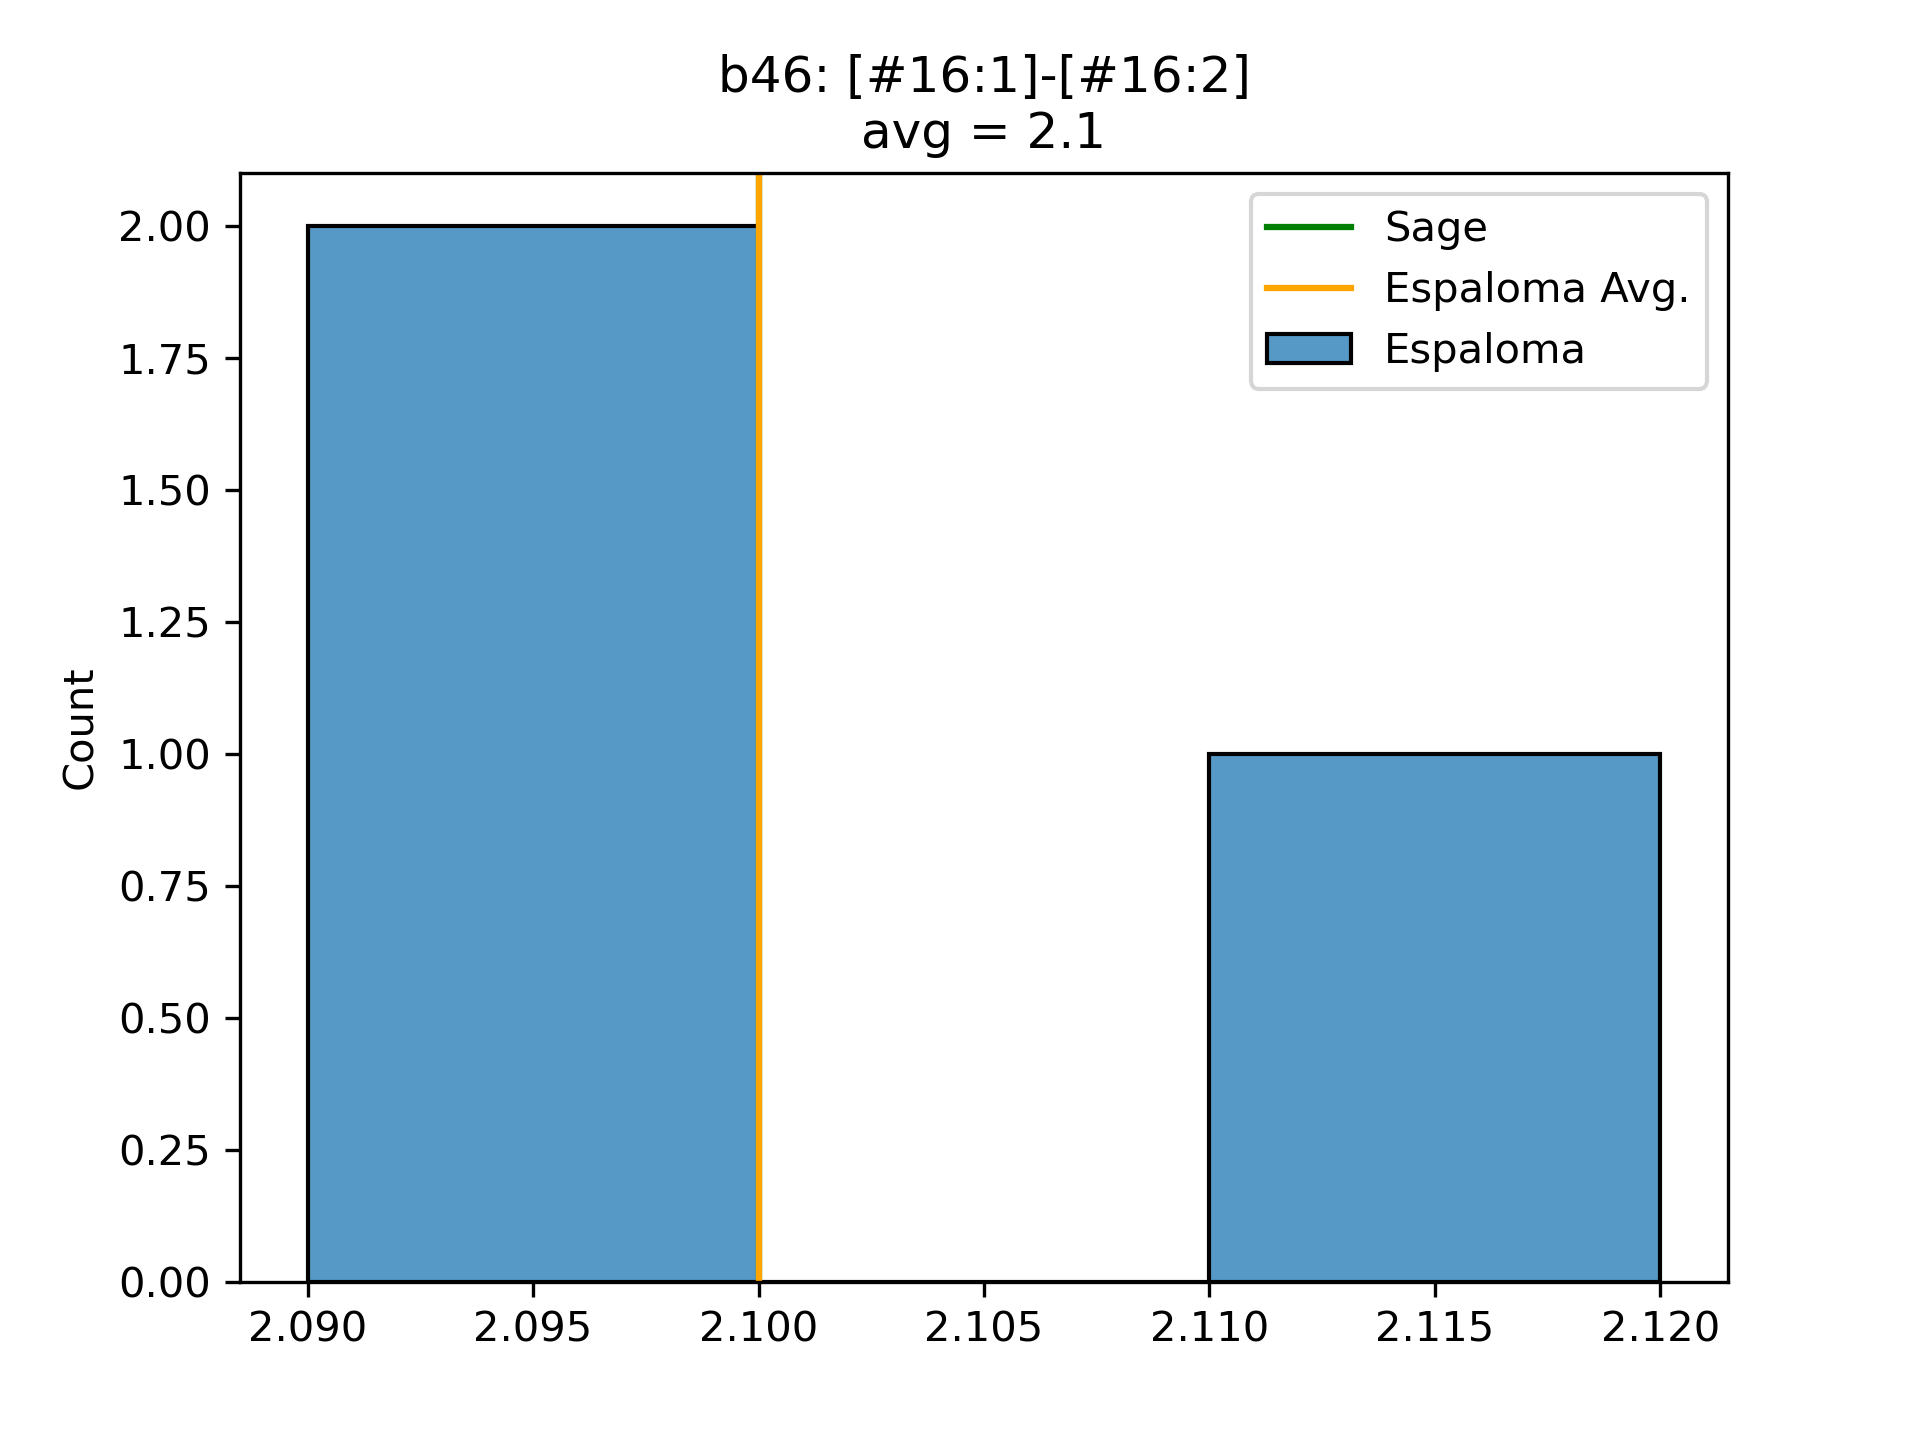 b46: [#16:1]-[#16:2]
avg = 2.1
Sage
Espaloma Avg.
Espaloma
Count
2.00
1.75
1.50
1.25
1.00
0.75
0.50
0.25
0.00
2.090 2.095 2.100 2.105 2.110 2.115 2.120